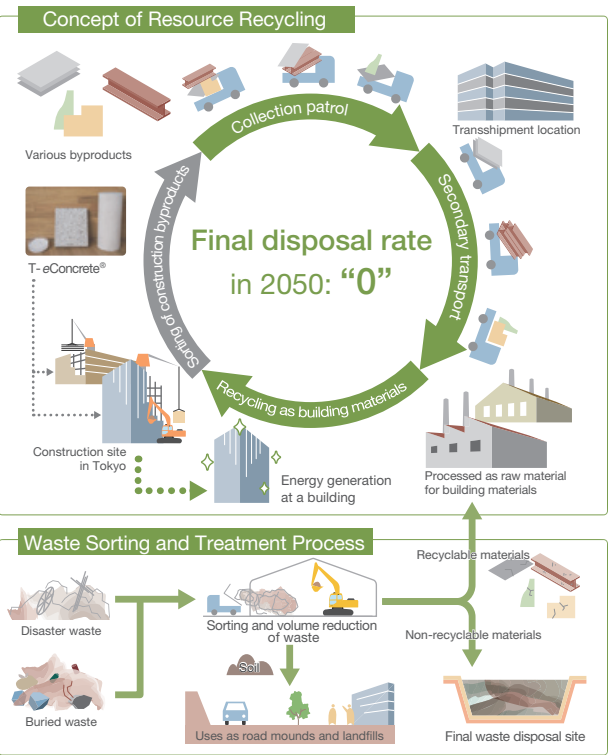 Concept of Resource Recycling
Collection patrol
Various byproducts
Transshipment location
Sorting of construction byproducts
Secondary transport
Final disposal rate
in 2050: “0”
T-eConcrete®
Recycling as building materials
Construction site
in Tokyo
Energy generation
at a building
Processed as raw material
for building materials
Waste Sorting and Treatment Process
Recyclable materials
Disaster waste
Sorting and volume reduction
of waste
Non-recyclable materials
Soil
Buried waste
Uses as road mounds and landfills
Final waste disposal site